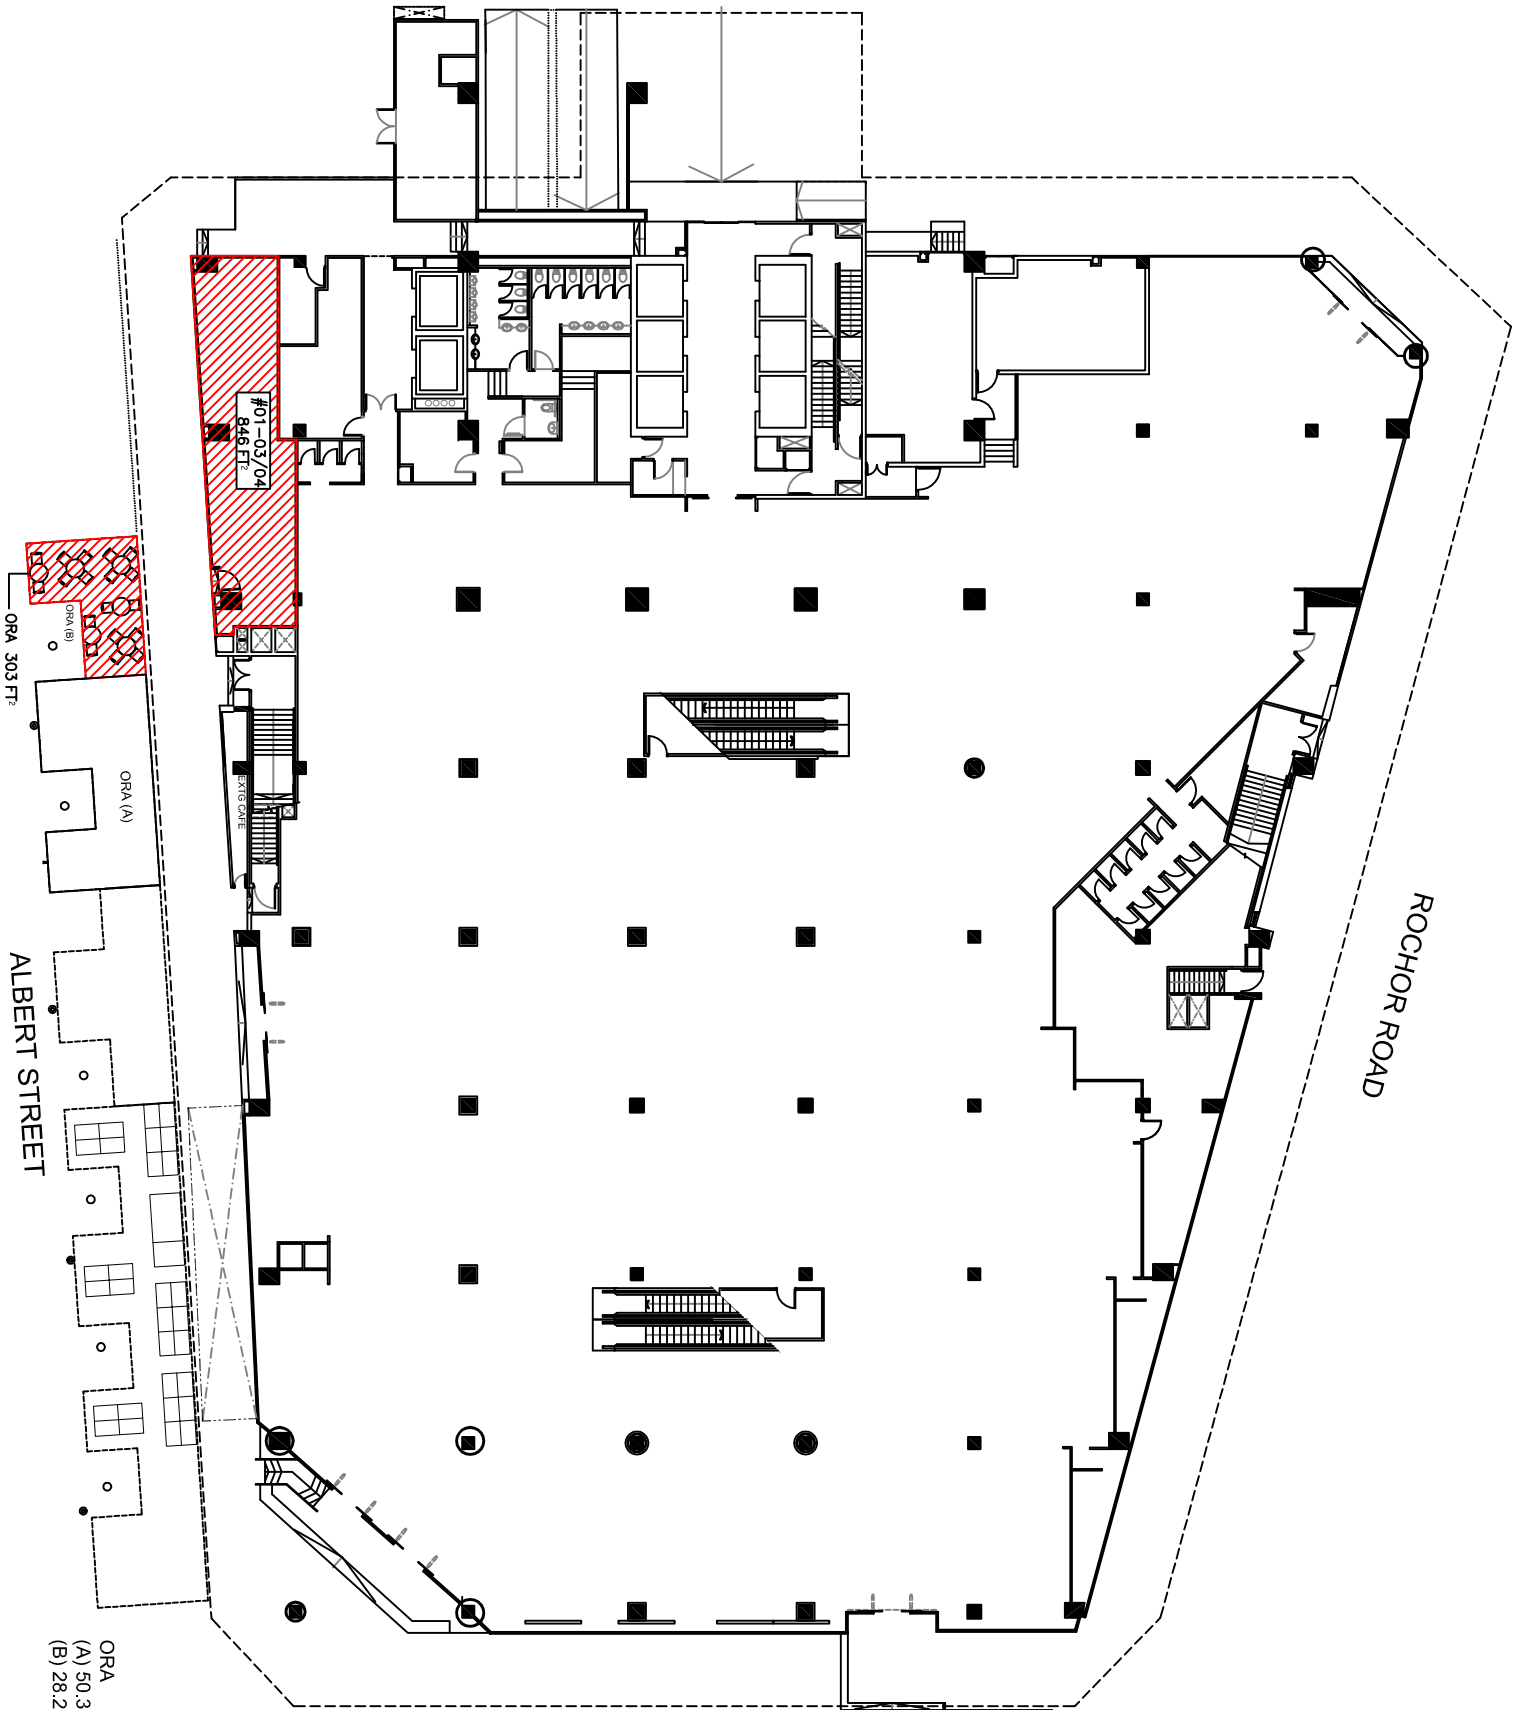 #01-03/04
846 FT²
ORA (B)
ORA 303 FT²
ORA (A)
EXTG CAFE
ROCHOR ROAD
ALBERT STREET
ORA
(A) 50.3
(B) 28.2